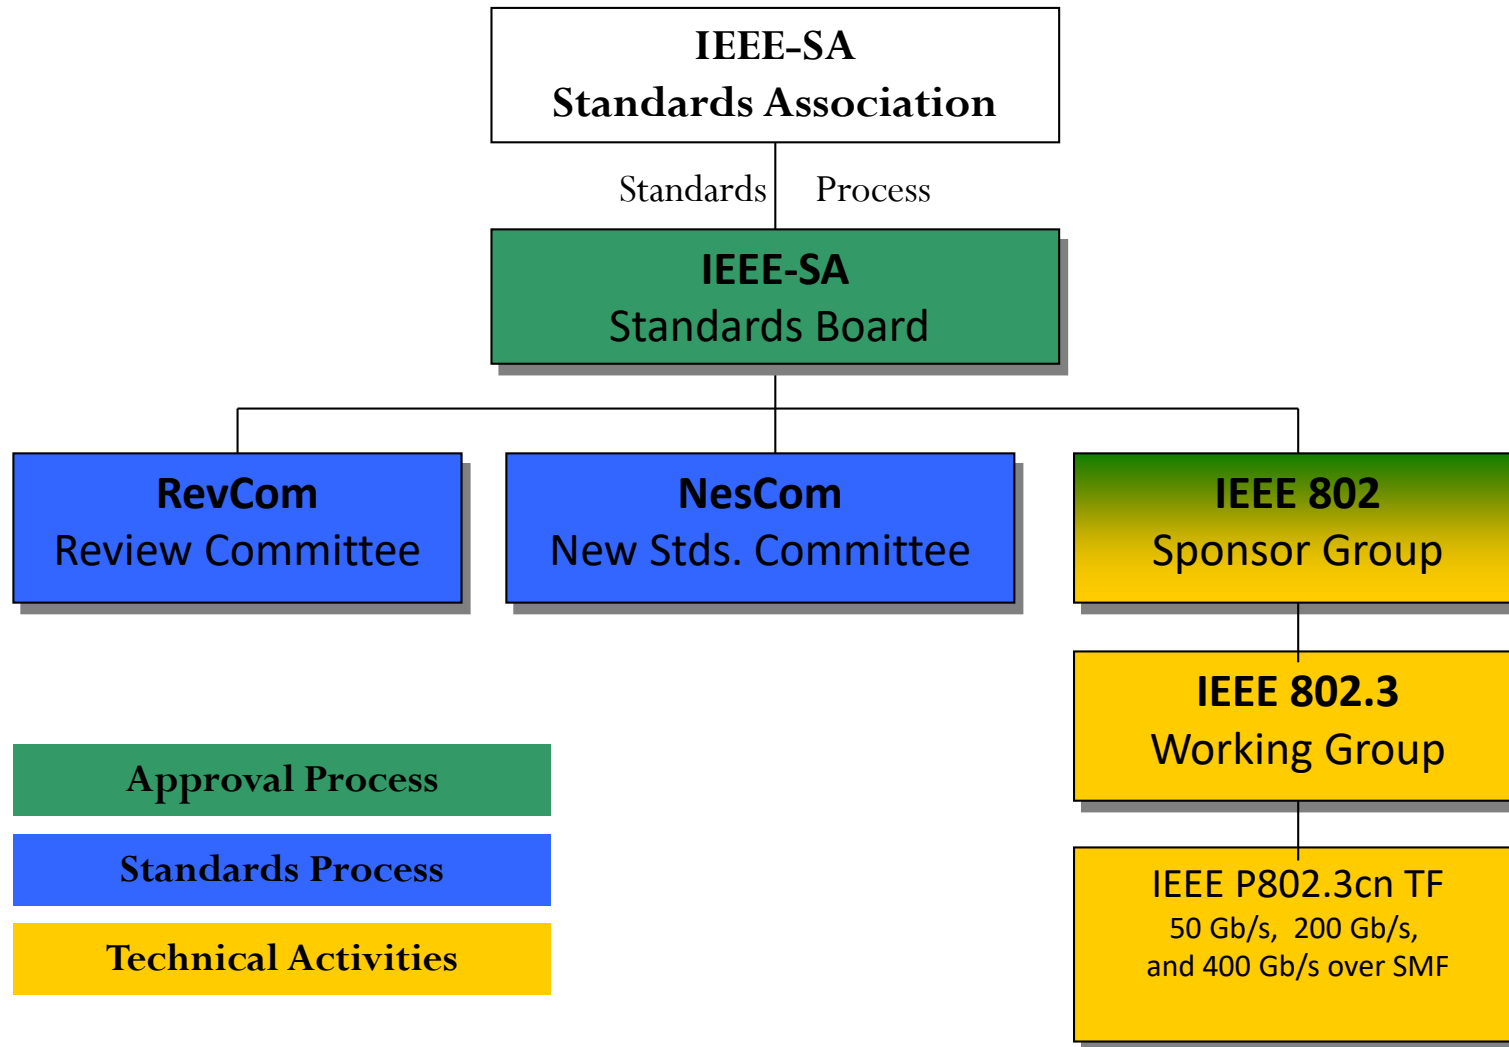 IEEE-SA
Standards Association
Standards Process
IEEE-SA
Standards Board
RevCom
Review Committee
NesCom
New Stds. Committee
IEEE 802
Sponsor Group
IEEE 802.3
Working Group
IEEE P802.3cn TF
50 Gb/s, 200 Gb/s,
and 400 Gb/s over SMF
Approval Process
Standards Process
Technical Activities